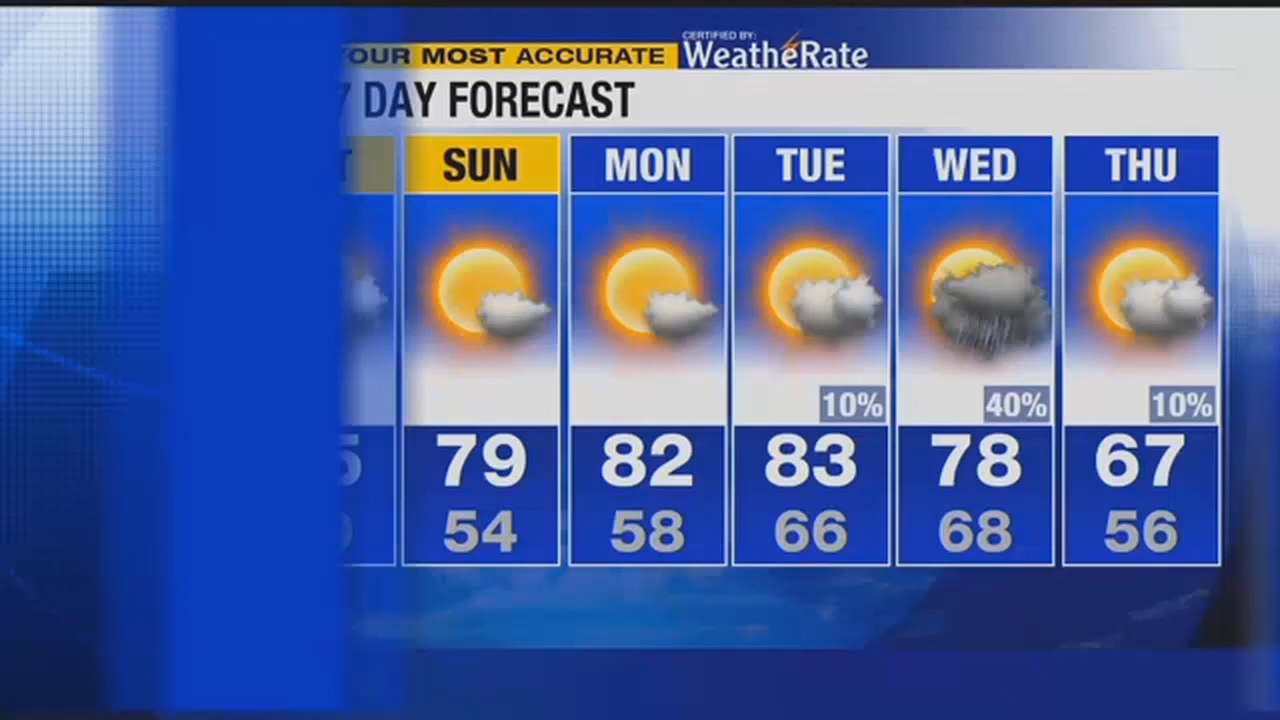 CERTIFIED BY:
OUR MOST ACCURATE WeatheRate
7 DAY FORECAST
SUN MON TUE WED THU
10% 40% 10%
79 82 83 78 67
54 58 66 68 56